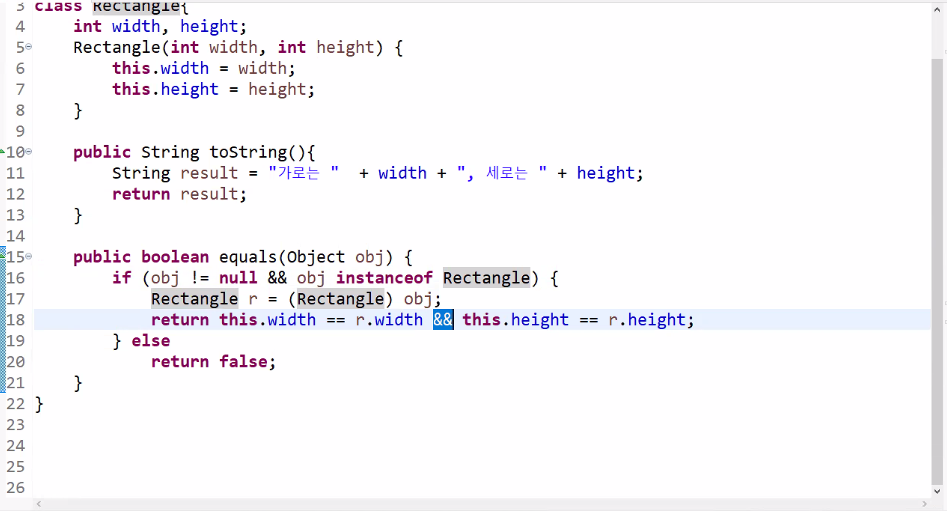 3 class Rectangle{
4     int width, height;
5     Rectangle(int width, int height) {
6         this.width = width;
7         this.height = height;
8     }
9
10     public String toString(){
11         String result = "가로는 "  + width + ", 세로는 " + height;
12         return result;
13     }
14
15     public boolean equals(Object obj) {
16         if (obj != null && obj instanceof Rectangle) {
17             Rectangle r = (Rectangle) obj;
18             return this.width == r.width && this.height == r.height;
19         } else
20             return false;
21     }
22 }
23
24
25
26